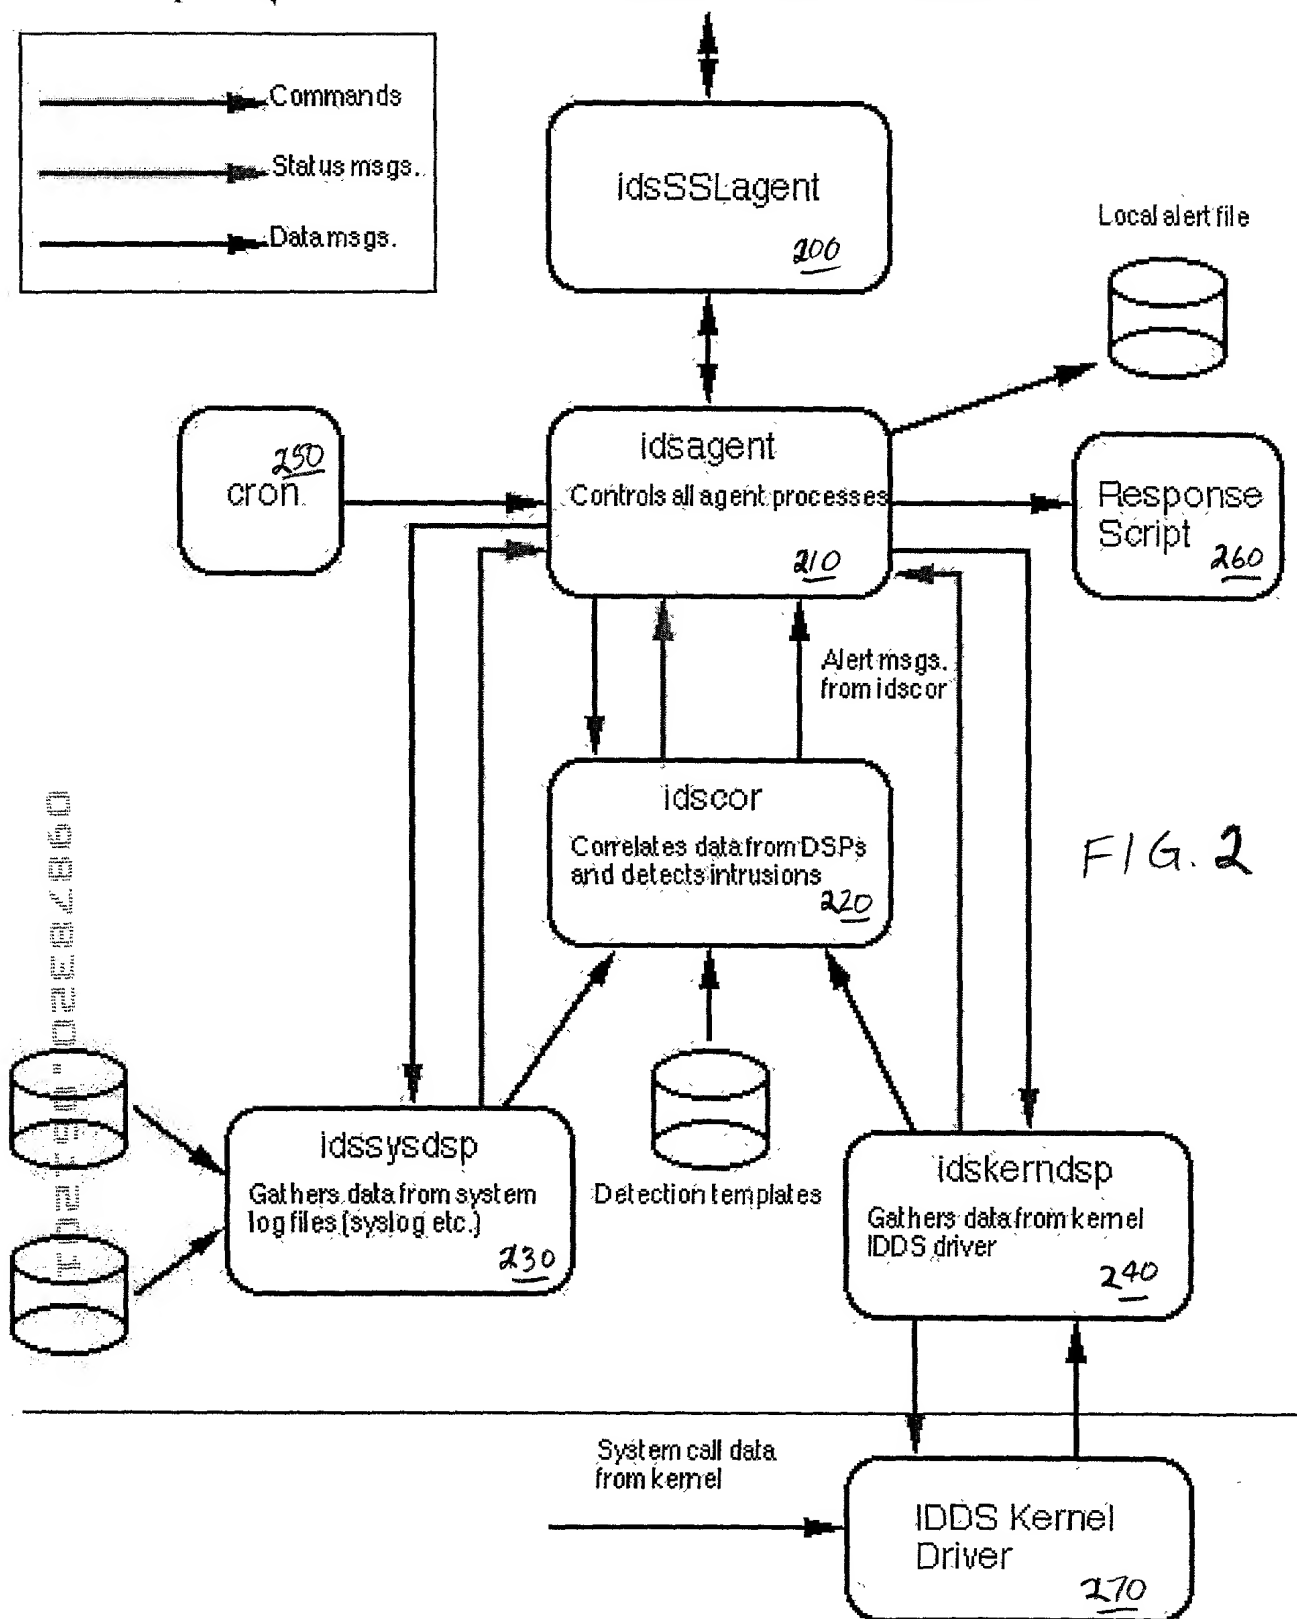 Commands
Status msgs.
Data msgs.
idsSSLagent
200
Local alert file
250
cron.
idsagent
Controls all agent processes
210
Response
Script
260
Alert msgs.
from idscor
idscor
Correlates data from DSPs
and detects intrusions
220
FIG. 2
idssysdsp
Gathers data from system
log files (syslog etc.)
230
Detection templates
idskerndsp
Gathers data from kernel
IDDS driver
240
System call data
from kernel
IDDS Kernel
Driver
270